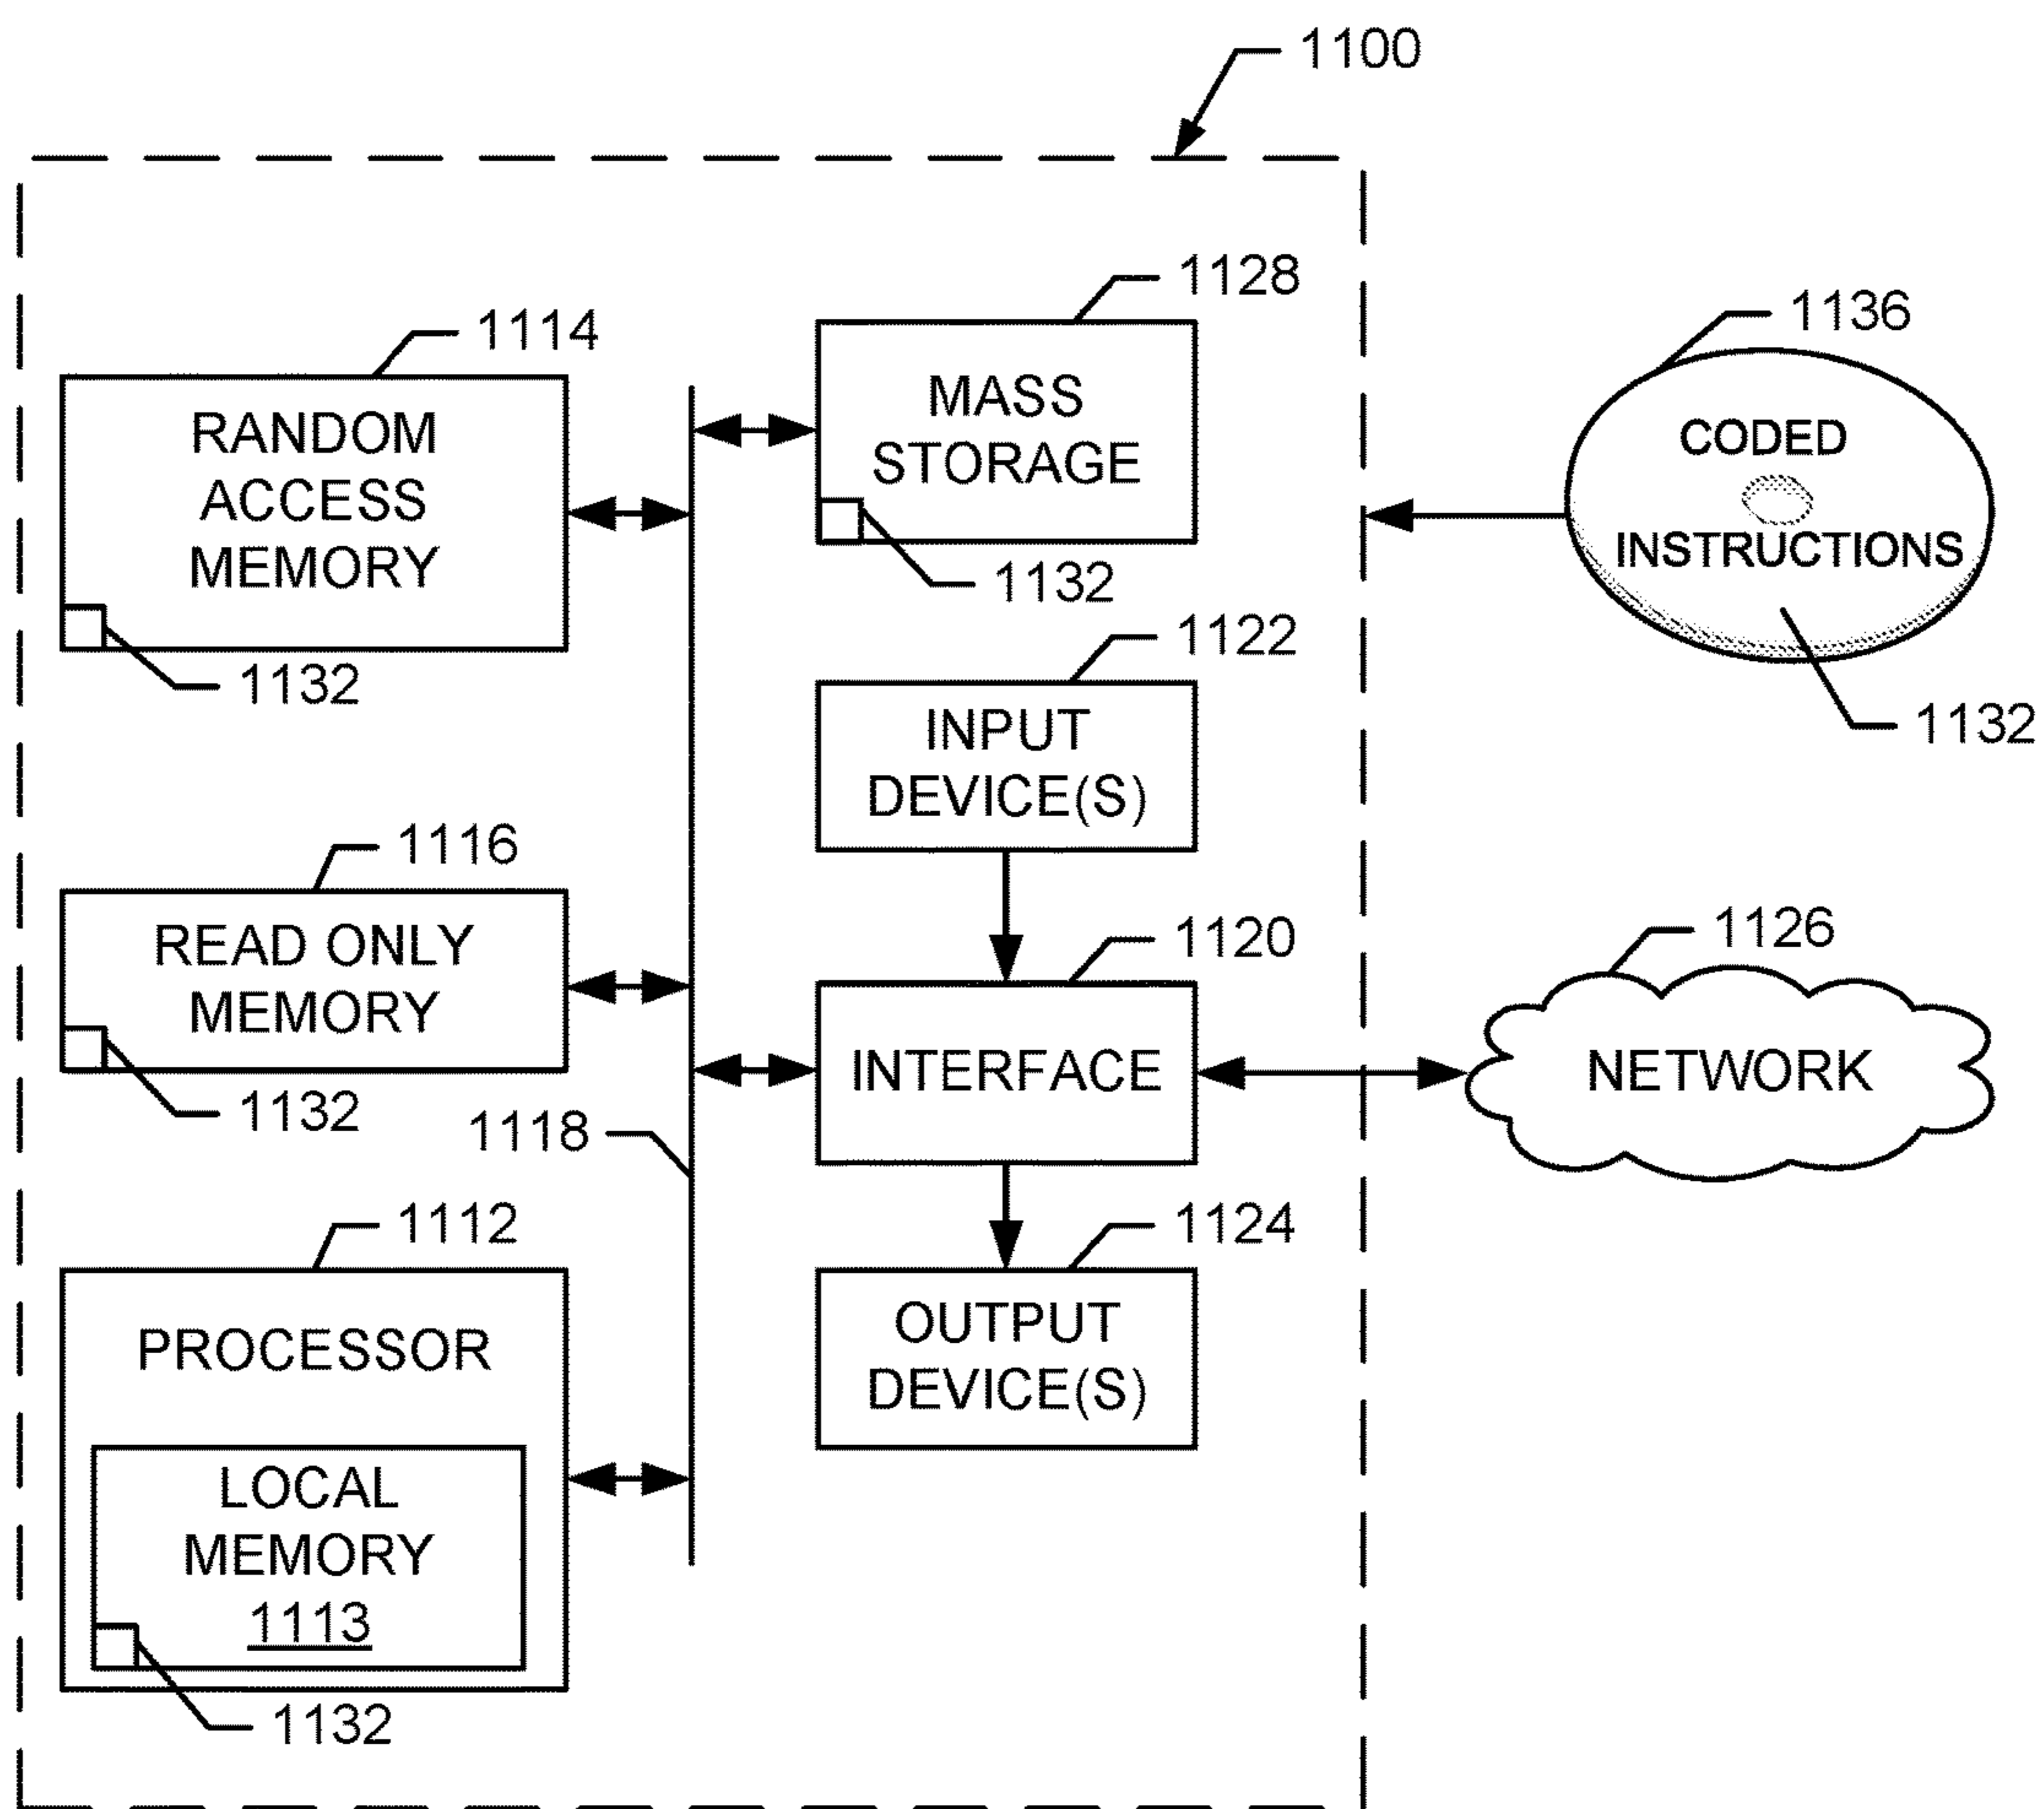 1100
1128
1114
MASS
STORAGE
RANDOM
ACCESS
MEMORY
1132
1132
1136
CODED
INSTRUCTIONS
1132
1122
INPUT
DEVICE(S)
1116
READ ONLY
MEMORY
1132
1118
1120
INTERFACE
1126
NETWORK
1112
PROCESSOR
LOCAL
MEMORY
1113
1132
1124
OUTPUT
DEVICE(S)